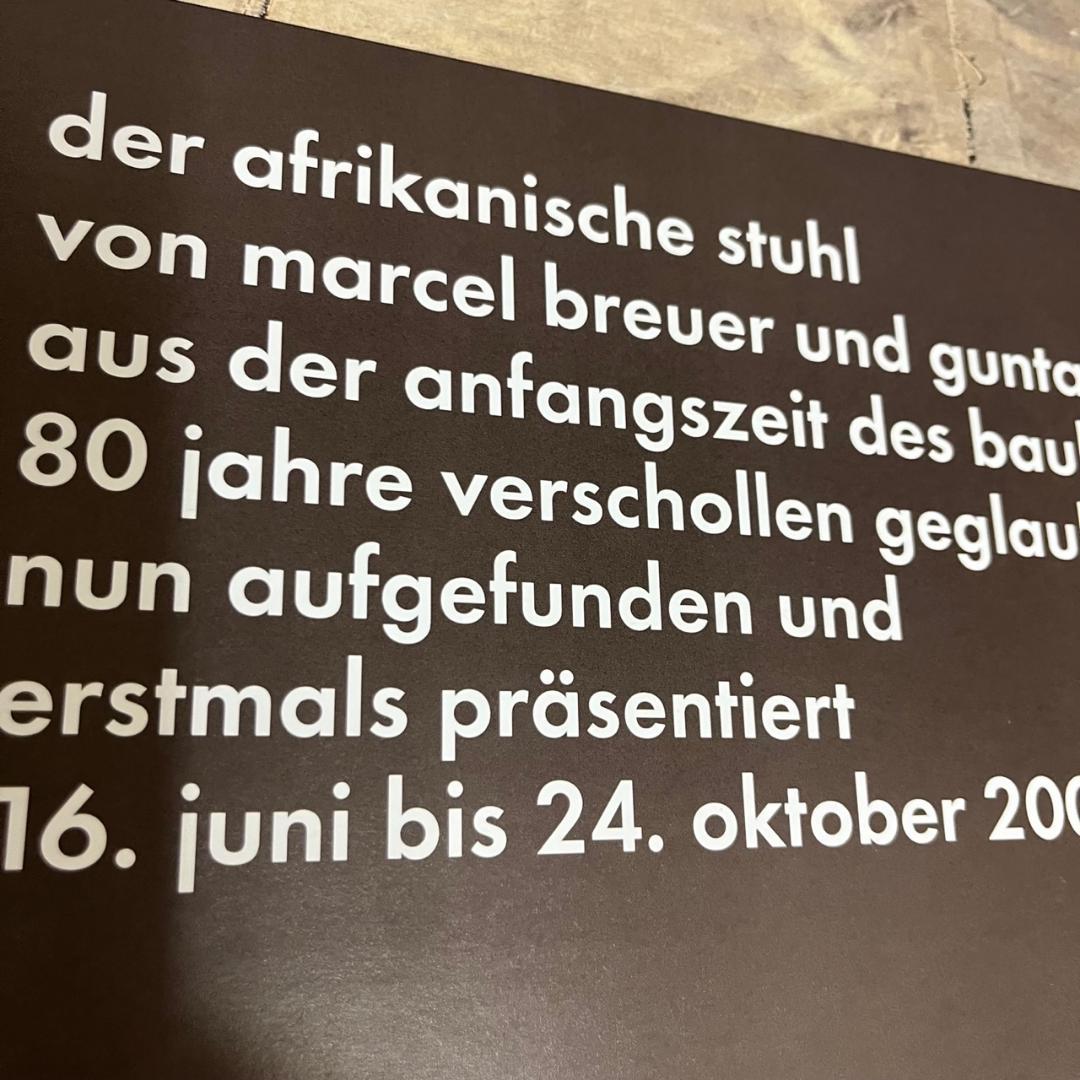 der afrikanische stuhl
von marcel breuer und gunta
aus der anfangszeit des bau
80 jahre verschollen geglau
nun aufgefunden und
erstmals präsentiert
16. juni bis 24. oktober 200